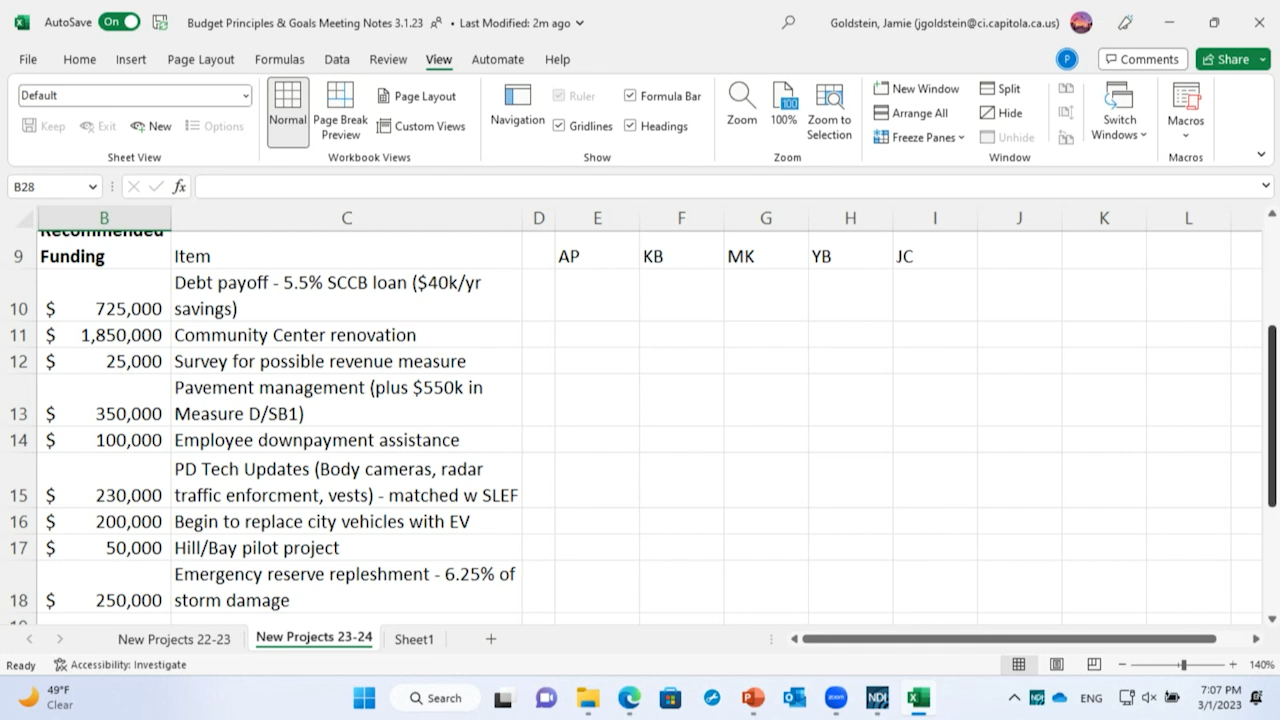 AutoSave On Budget Principles & Goals Meeting Notes 3.1.23 • Last Modified: 2m ago Goldstein, Jamie (jgoldstein@ci.capitola.ca.us)
File Home Insert Page Layout Formulas Data Review View Automate Help P Comments Share
Default
Keep Exit New Options
Sheet View
Normal Page Break Preview Page Layout Custom Views
Workbook Views
Navigation Ruler Gridlines Formula Bar Headings
Show
Zoom 100 100% Zoom to Selection
Zoom
New Window Arrange All Freeze Panes Split Hide Unhide Switch Windows
Window
Macros
Macros
B28 fx
B C D E F G H I J K L
Recommended
9 Funding Item AP KB MK YB JC
Debt payoff - 5.5% SCCB loan ($40k/yr
10 $ 725,000 savings)
11 $ 1,850,000 Community Center renovation
12 $ 25,000 Survey for possible revenue measure
Pavement management (plus $550k in
13 $ 350,000 Measure D/SB1)
14 $ 100,000 Employee downpayment assistance
PD Tech Updates (Body cameras, radar
15 $ 230,000 traffic enforcment, vests) - matched w SLEF
16 $ 200,000 Begin to replace city vehicles with EV
17 $ 50,000 Hill/Bay pilot project
Emergency reserve repleshment - 6.25% of
18 $ 250,000 storm damage
New Projects 22-23 New Projects 23-24 Sheet1 +
Ready Accessibility: Investigate 140%
49°F
Clear
Search zoom NDI NDI ENG
7:07 PM
3/1/2023